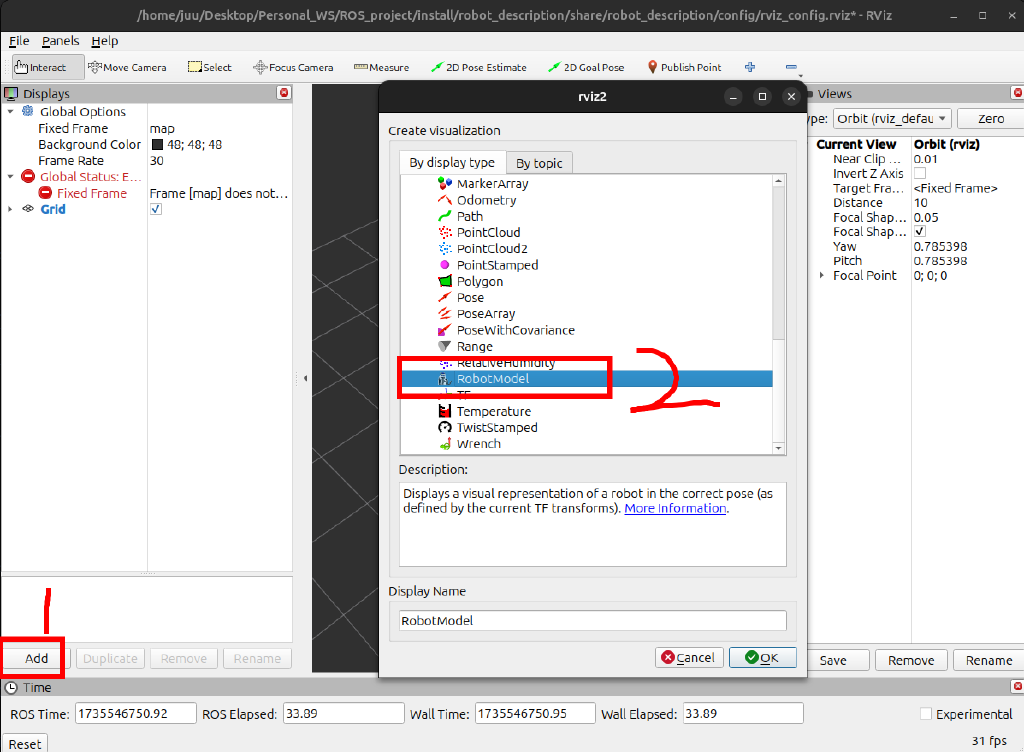 /home/juu/Desktop/Personal_WS/ROS_project/install/robot_description/share/robot_description/config/rviz_config.rviz* - RViz
File Panels Help
Interact Move Camera Select Focus Camera Measure 2D Pose Estimate 2D Goal Pose Publish Point
Displays
Global Options
Fixed Frame map
Background Color 48; 48; 48
Frame Rate 30
Global Status: E...
Fixed Frame Frame [map] does not...
Grid
Add Duplicate Remove Rename
1
rviz2
Create visualization
By display type By topic
MarkerArray
Odometry
Path
PointCloud
PointCloud2
PointStamped
Polygon
Pose
PoseArray
PoseWithCovariance
Range
RelativeHumidity
RobotModel
TF
Temperature
TwistStamped
Wrench
2
Description:
Displays a visual representation of a robot in the correct pose (as
defined by the current TF transforms). More Information.
Display Name
RobotModel
Cancel OK
Views
ype: Orbit (rviz_defau Zero
Current View Orbit (rviz)
Near Clip ... 0.01
Invert Z Axis
Target Fra... <Fixed Frame>
Distance 10
Focal Shap... 0.05
Focal Shap...
Yaw 0.785398
Pitch 0.785398
Focal Point 0; 0; 0
Save Remove Rename
Time
ROS Time: 1735546750.92 ROS Elapsed: 33.89 Wall Time: 1735546750.95 Wall Elapsed: 33.89 Experimental
Reset 31 fps